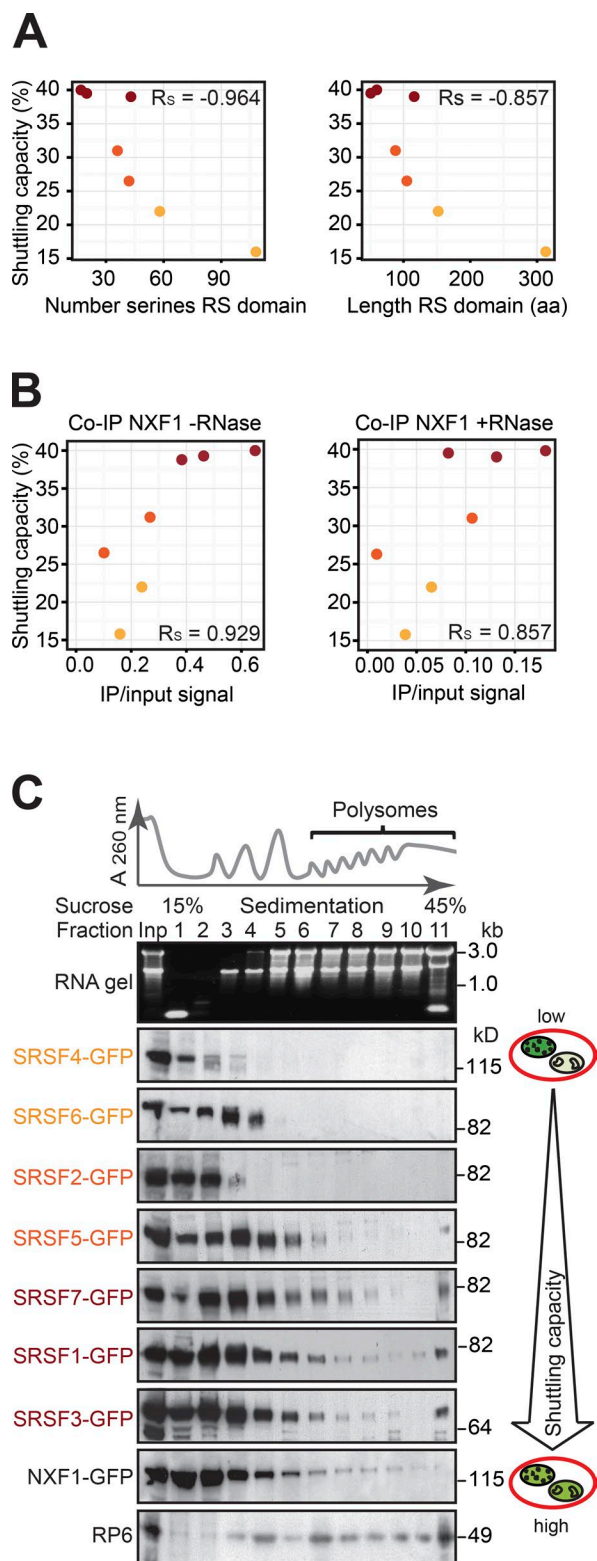 A
Shuttling capacity (%)
40
35
30
25
20
15
Rs = -0.964
30 60 90
Number serines RS domain
40
35
30
25
20
15
Rs = -0.857
100 200 300
Length RS domain (aa)
B
Co-IP NXF1 -RNase
Shuttling capacity (%)
40
35
30
25
20
15
Rs = 0.929
0.0 0.2 0.4 0.6
IP/input signal
Co-IP NXF1 +RNase
40
35
30
25
20
15
Rs = 0.857
0.00 0.05 0.10 0.15
IP/input signal
C
A 260 nm
Polysomes
Sucrose 15% Sedimentation 45%
Fraction Inp 1 2 3 4 5 6 7 8 9 10 11 kb
RNA gel
3.0
1.0
low
kD
SRSF4-GFP
115
SRSF6-GFP
82
SRSF2-GFP
82
SRSF5-GFP
82
SRSF7-GFP
82
SRSF1-GFP
82
SRSF3-GFP
64
NXF1-GFP
115
RP6
49
Shuttling capacity
high